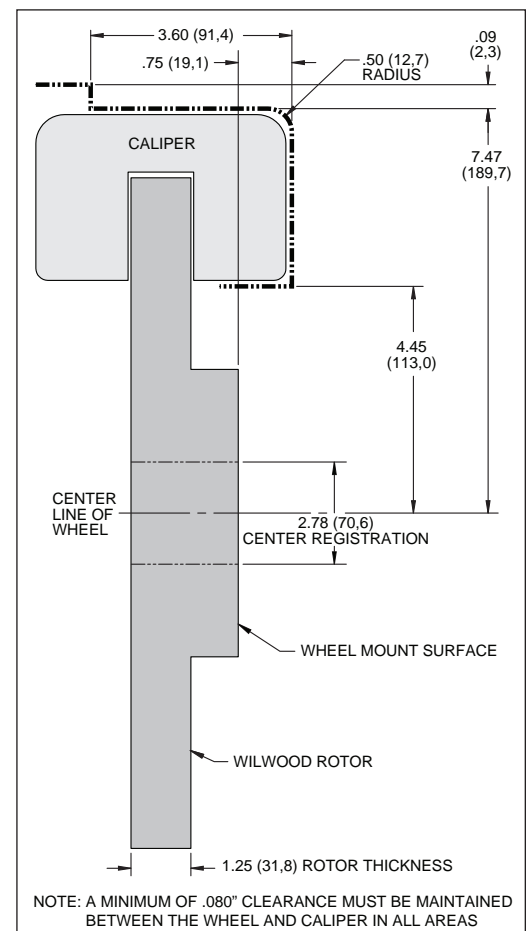 3.60 (91,4)
.75 (19,1)
.50 (12,7)
RADIUS
.09
(2,3)
CALIPER
7.47
(189,7)
4.45
(113,0)
CENTER
LINE OF
WHEEL
2.78 (70,6)
CENTER REGISTRATION
WHEEL MOUNT SURFACE
WILWOOD ROTOR
1.25 (31,8) ROTOR THICKNESS
NOTE: A MINIMUM OF .080" CLEARANCE MUST BE MAINTAINED
BETWEEN THE WHEEL AND CALIPER IN ALL AREAS